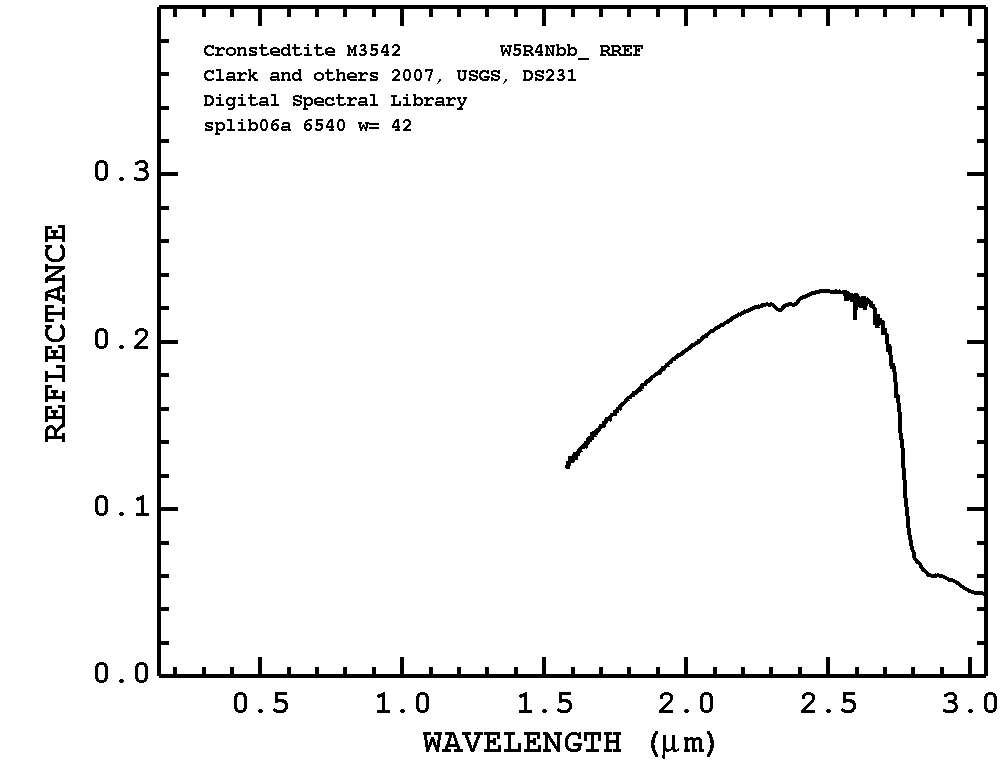 Cronstedtite M3542 W5R4Nbb_ RREF
Clark and others 2007, USGS, DS231
Digital Spectral Library
splib06a 6540 w= 42
0.3
0.2
0.1
0.0
REFLECTANCE
0.5 1.0 1.5 2.0 2.5 3.0
WAVELENGTH (μm)